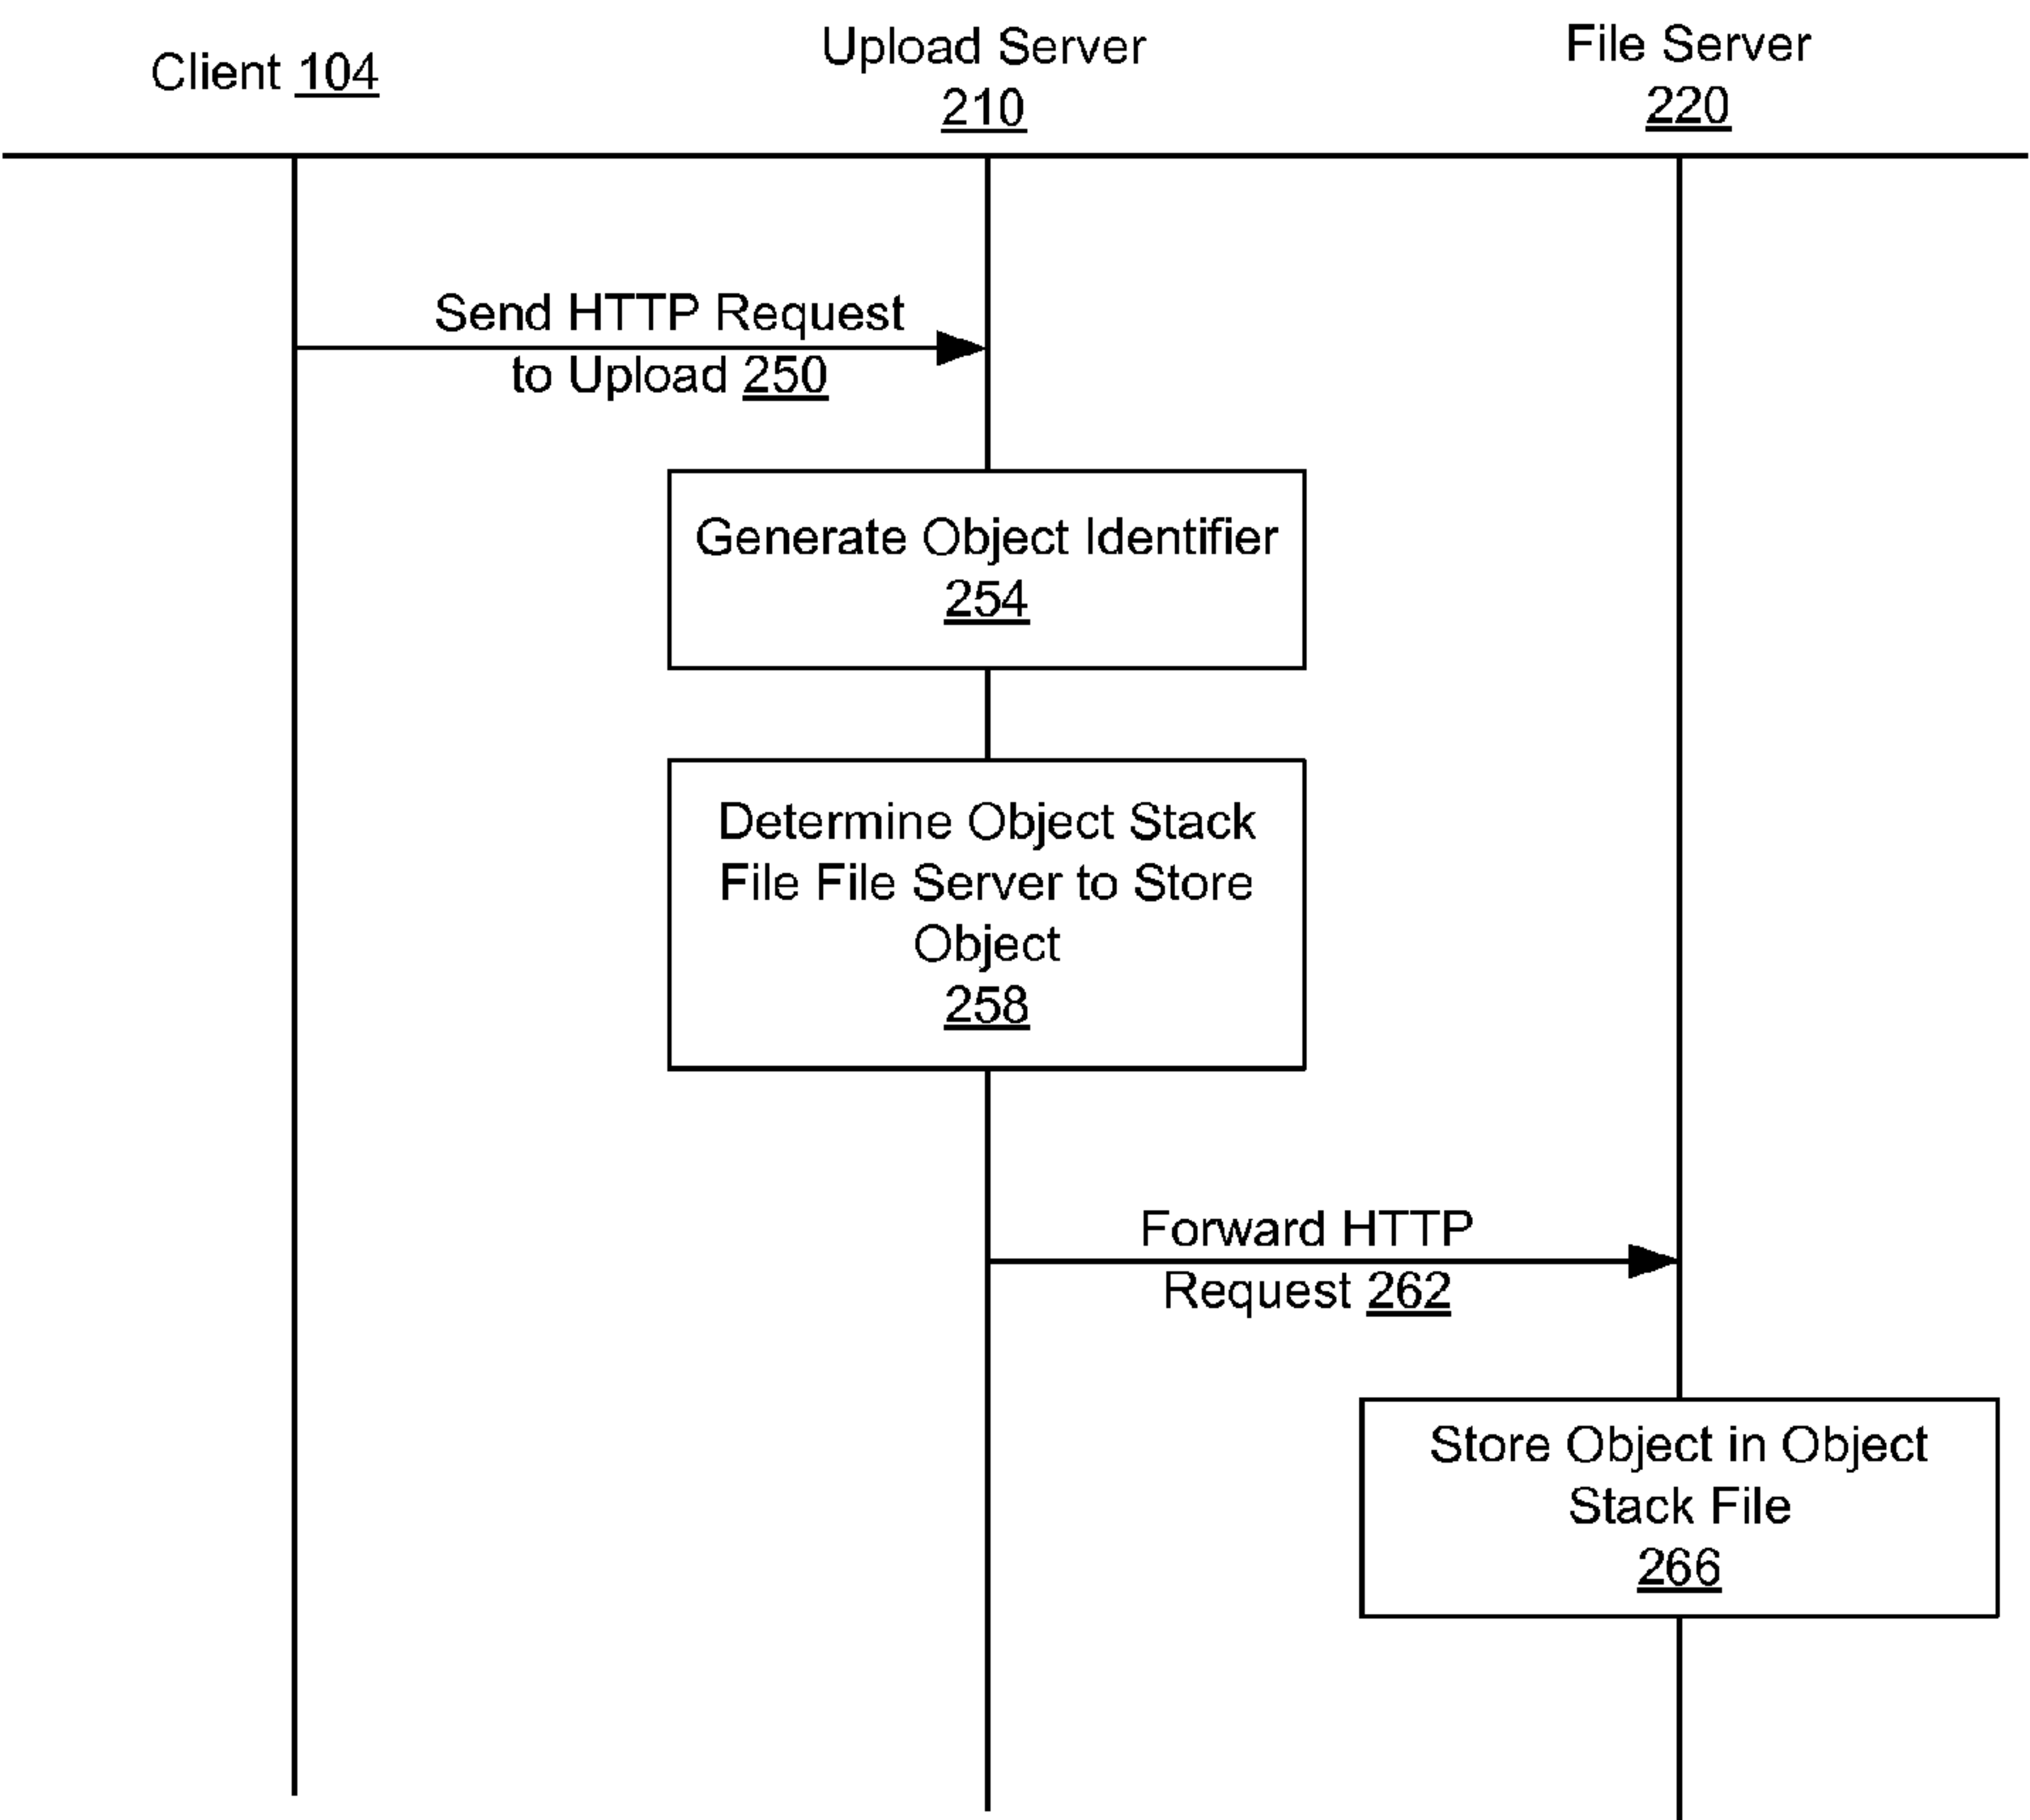 Client 104
Upload Server
210
File Server
220
Send HTTP Request
to Upload 250
Generate Object Identifier
254
Determine Object Stack
File File Server to Store
Object
258
Forward HTTP
Request 262
Store Object in Object
Stack File
266